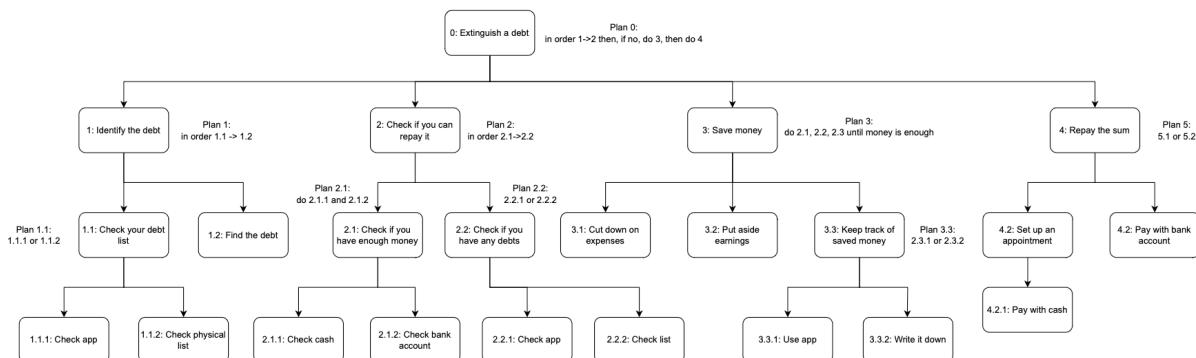 0: Extinguish a debt
Plan 0:
in order 1->2 then, if no, do 3, then do 4
1: Identify the debt
Plan 1:
in order 1.1 -> 1.2
2: Check if you can
repay it
Plan 2:
in order 2.1->2.2
3: Save money
Plan 3:
do 2.1, 2.2, 2.3 until money is enough
4: Repay the sum
Plan 5:
5.1 or 5.2
Plan 1.1:
1.1.1 or 1.1.2
1.1: Check your debt
list
1.2: Find the debt
Plan 2.1:
do 2.1.1 and 2.1.2
2.1: Check if you
have enough money
2.2: Check if you
have any debts
Plan 2.2:
2.2.1 or 2.2.2
3.1: Cut down on
expenses
3.2: Put aside
earnings
3.3: Keep track of
saved money
Plan 3.3:
2.3.1 or 2.3.2
4.2: Set up an
appointment
4.2: Pay with bank
account
1.1.1: Check app
1.1.2: Check physical
list
2.1.1: Check cash
2.1.2: Check bank
account
2.2.1: Check app
2.2.2: Check list
3.3.1: Use app
3.3.2: Write it down
4.2.1: Pay with cash